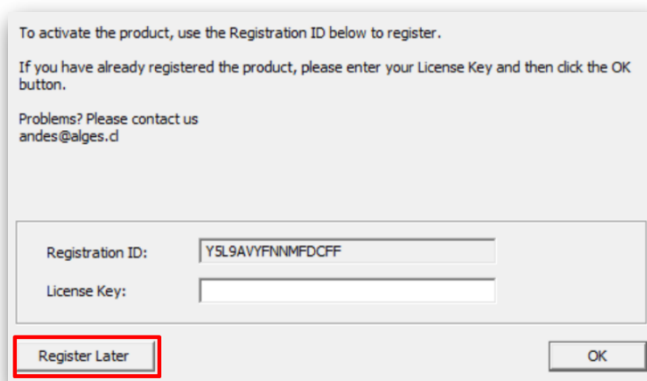 To activate the product, use the Registration ID below to register.
If you have already registered the product, please enter your License Key and then click the OK
button.
Problems? Please contact us
andes@alges.cl
Registration ID: Y5L9AVYFNNMFDCFF
License Key:
Register Later OK